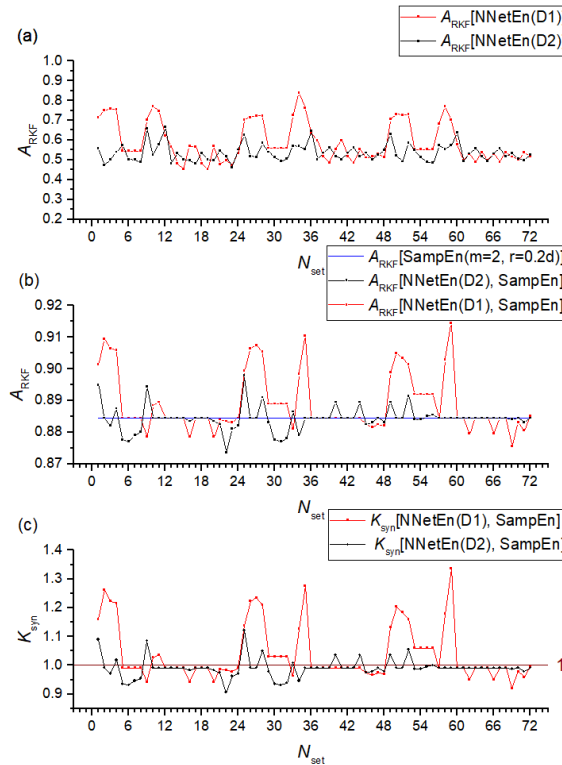 (a)
A_RKF[NNetEn(D1)]
A_RKF[NNetEn(D2)]
1.0
0.9
0.8
0.7
0.6
0.5
0.4
0.3
0.2
A_RKF
0 6 12 18 24 30 36 42 48 54 60 66 72
N_set
(b)
A_RKF[SampEn(m=2, r=0.2d)]
A_RKF[NNetEn(D2), SampEn]
A_RKF[NNetEn(D1), SampEn]
0.92
0.91
0.90
0.89
0.88
0.87
A_RKF
0 6 12 18 24 30 36 42 48 54 60 66 72
N_set
(c)
K_syn[NNetEn(D1), SampEn]
K_syn[NNetEn(D2), SampEn]
1.4
1.3
1.2
1.1
1.0
0.9
K_syn
1
0 6 12 18 24 30 36 42 48 54 60 66 72
N_set